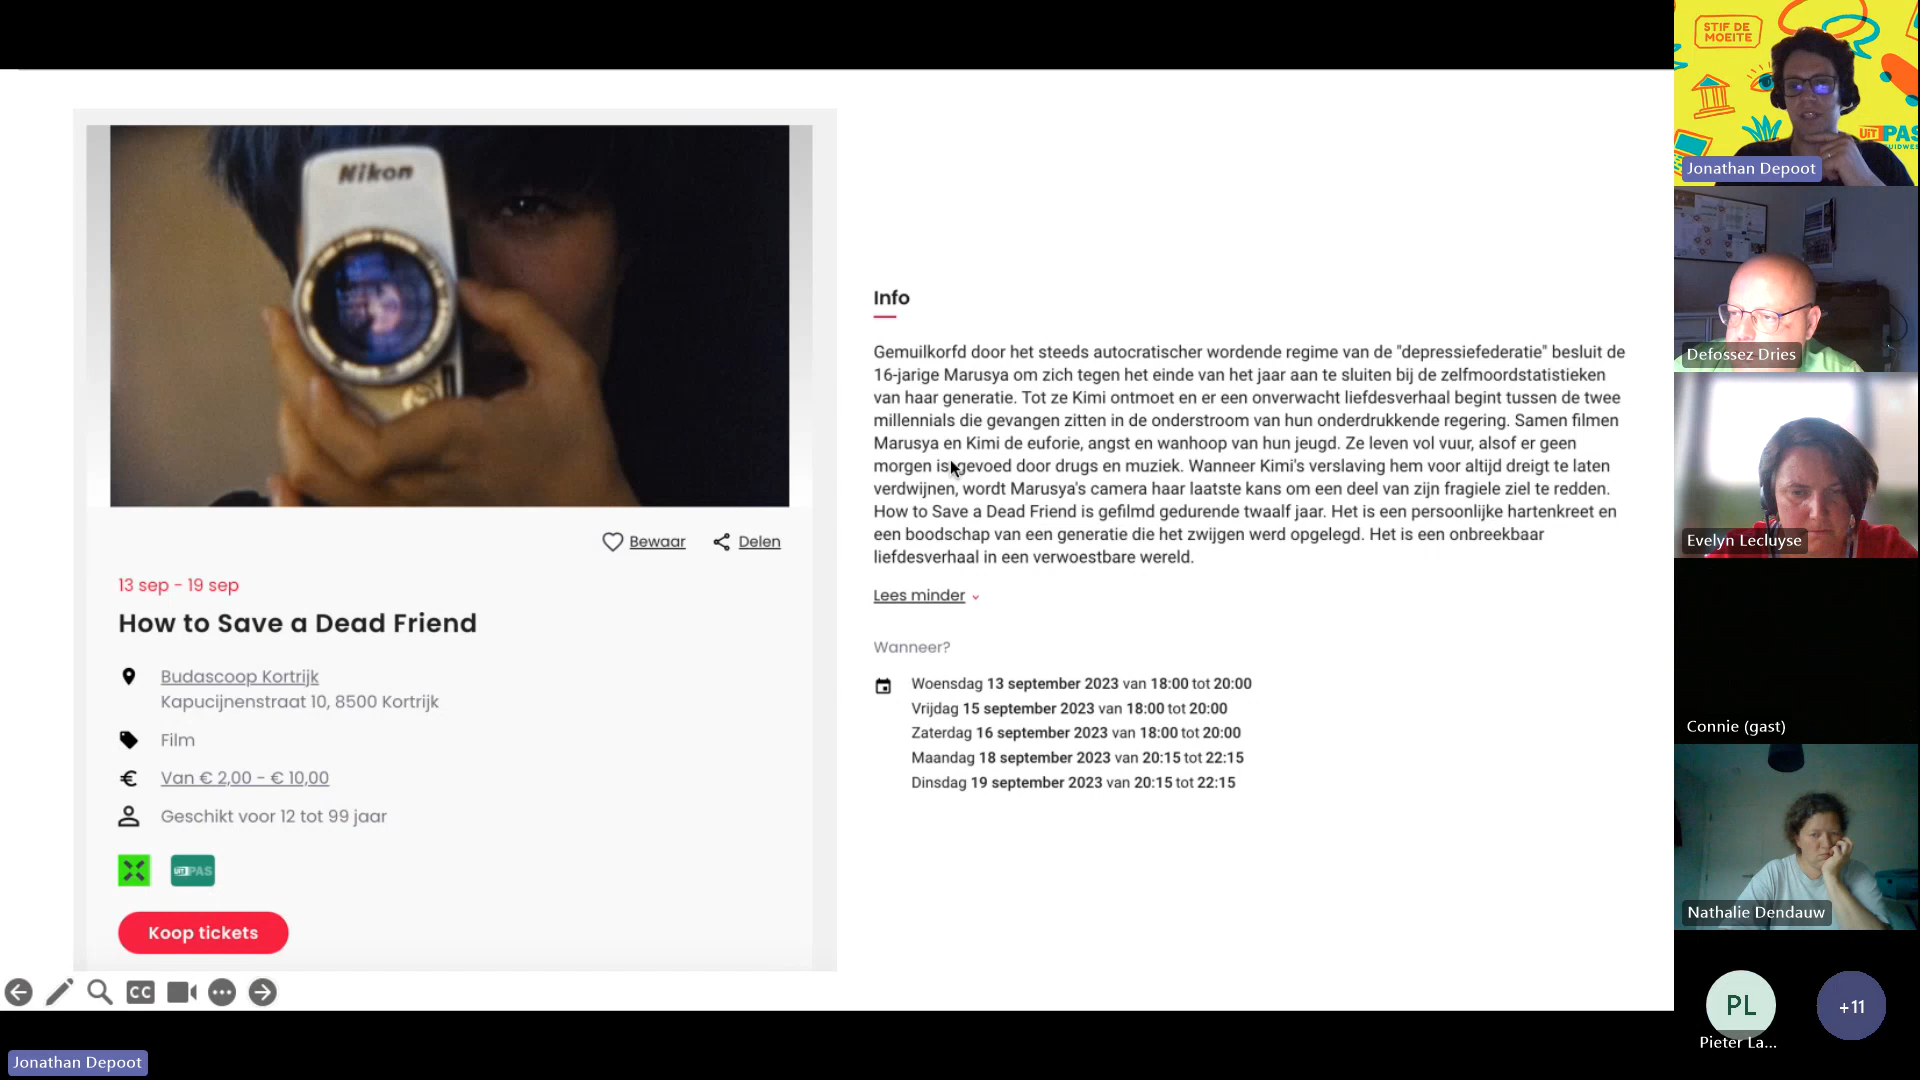 Nikon
Bewaar
Delen
13 sep - 19 sep
How to Save a Dead Friend
Budascoop Kortrijk
Kapucijnenstraat 10, 8500 Kortrijk
Film
Van € 2,00 - € 10,00
Geschikt voor 12 tot 99 jaar
UiTPAS
Koop tickets
Info
Gemuilkorfd door het steeds autocratischer wordende regime van de "depressiefederatie" besluit de
16-jarige Marusya om zich tegen het einde van het jaar aan te sluiten bij de zelfmoordstatistieken
van haar generatie. Tot ze Kimi ontmoet en er een onverwacht liefdesverhaal begint tussen de twee
millennials die gevangen zitten in de onderstroom van hun onderdrukkende regering. Samen filmen
Marusya en Kimi de euforie, angst en wanhoop van hun jeugd. Ze leven vol vuur, alsof er geen
morgen is, gevoed door drugs en muziek. Wanneer Kimi's verslaving hem voor altijd dreigt te laten
verdwijnen, wordt Marusya's camera haar laatste kans om een deel van zijn fragiele ziel te redden.
How to Save a Dead Friend is gefilmd gedurende twaalf jaar. Het is een persoonlijke hartenkreet en
een boodschap van een generatie die het zwijgen werd opgelegd. Het is een onbreekbaar
liefdesverhaal in een verwoestbare wereld.
Lees minder
Wanneer?
Woensdag 13 september 2023 van 18:00 tot 20:00
Vrijdag 15 september 2023 van 18:00 tot 20:00
Zaterdag 16 september 2023 van 18:00 tot 20:00
Maandag 18 september 2023 van 20:15 tot 22:15
Dinsdag 19 september 2023 van 20:15 tot 22:15
CC
Jonathan Depoot
STIF DE
MOEITE
UiTPAS
UIDWES
Jonathan Depoot
Defossez Dries
Evelyn Lecluyse
Connie (gast)
Nathalie Dendauw
PL
Pieter La...
+11